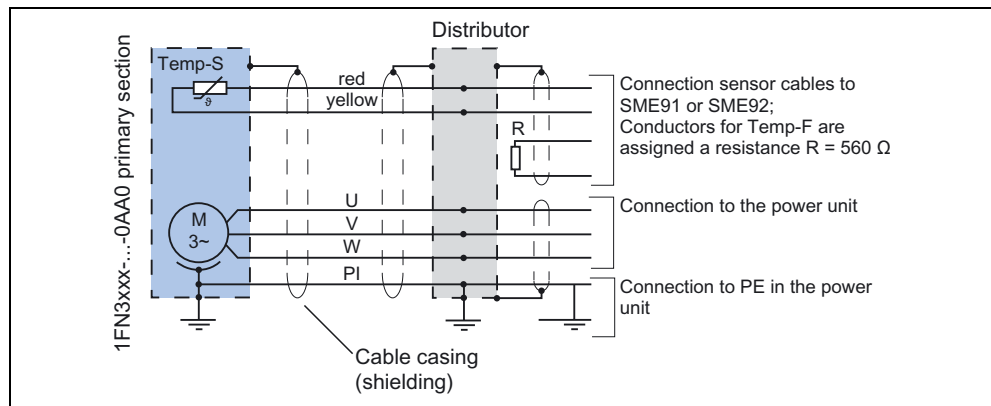 Distributor
Temp-S
ϑ
red
yellow
R
Connection sensor cables to
SME91 or SME92;
Conductors for Temp-F are
assigned a resistance R = 560 Ω
1FN3xxx-...-0AA0 primary section
M
3~
U
V
W
PI
Connection to the power unit
Connection to PE in the power
unit
Cable casing
(shielding)